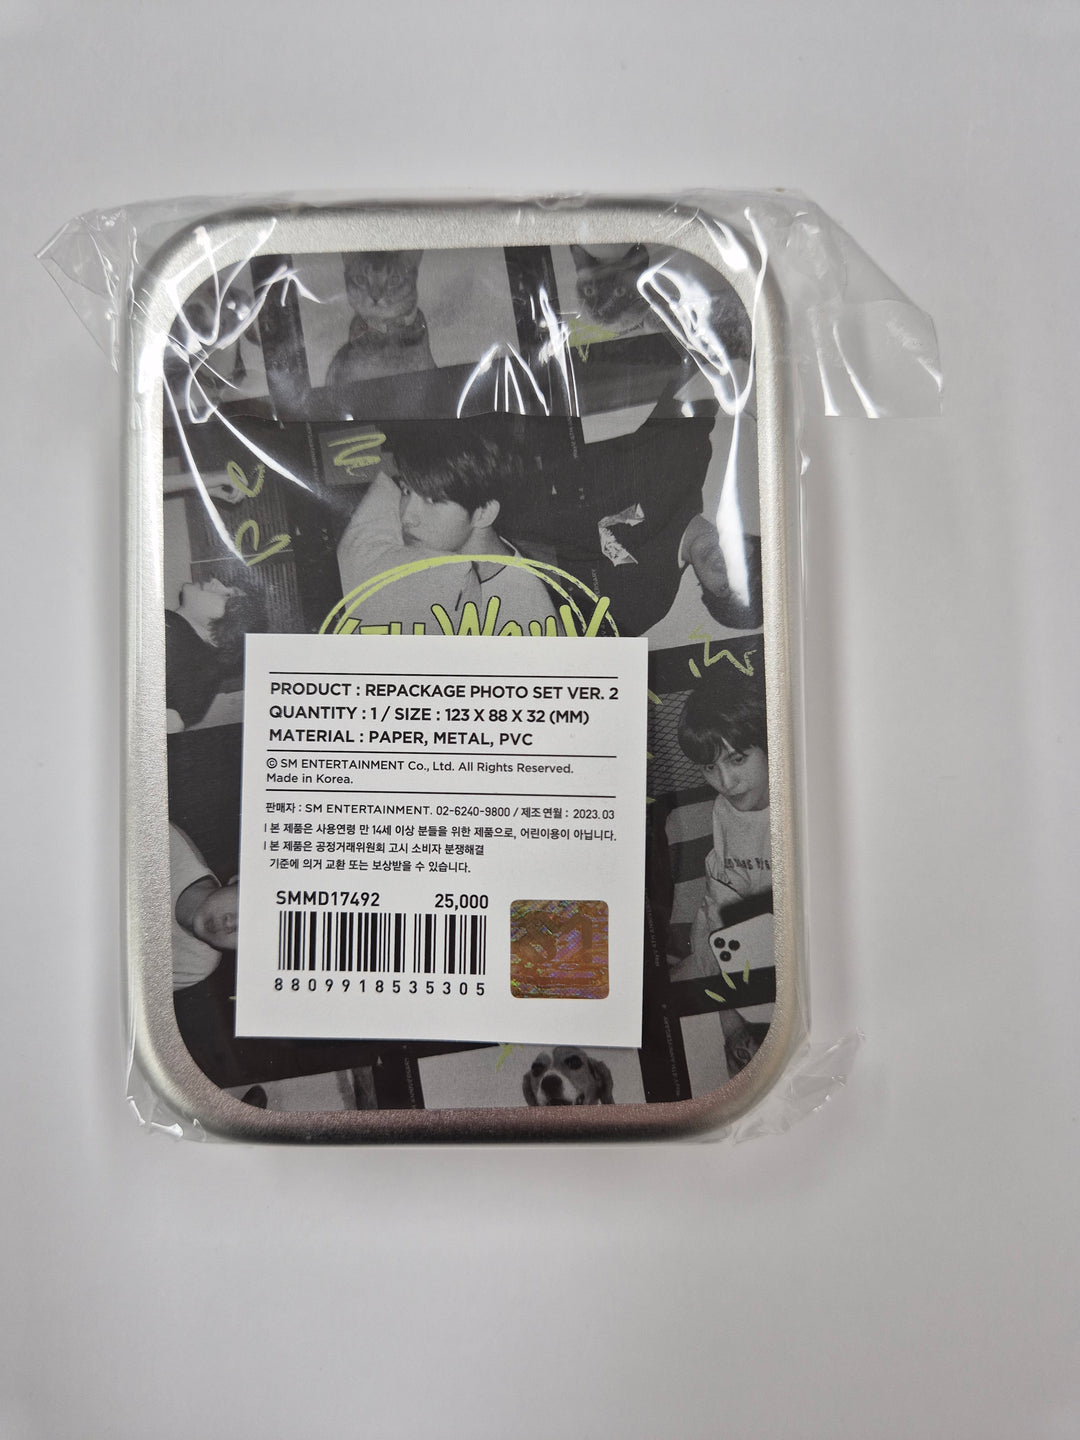 Be
PRODUCT : REPACKAGE PHOTO SET VER. 2
QUANTITY : 1 / SIZE : 123 X 88 X 32 (MM)
MATERIAL : PAPER, METAL, PVC
© SM ENTERTAINMENT Co., Ltd. All Rights Reserved.
Made in Korea.
판매자 : SM ENTERTAINMENT. 02-6240-9800 / 제조 연월 : 2023. 03
l 본 제품은 사용연령 만 14세 이상 분들을 위한 제품으로, 어린이용이 아닙니다.
l 본 제품은 공정거래위원회 고시 소비자 분쟁해결
기준에 의거 교환 또는 보상받을 수 있습니다.
SMMD17492 25,000
8809918535305